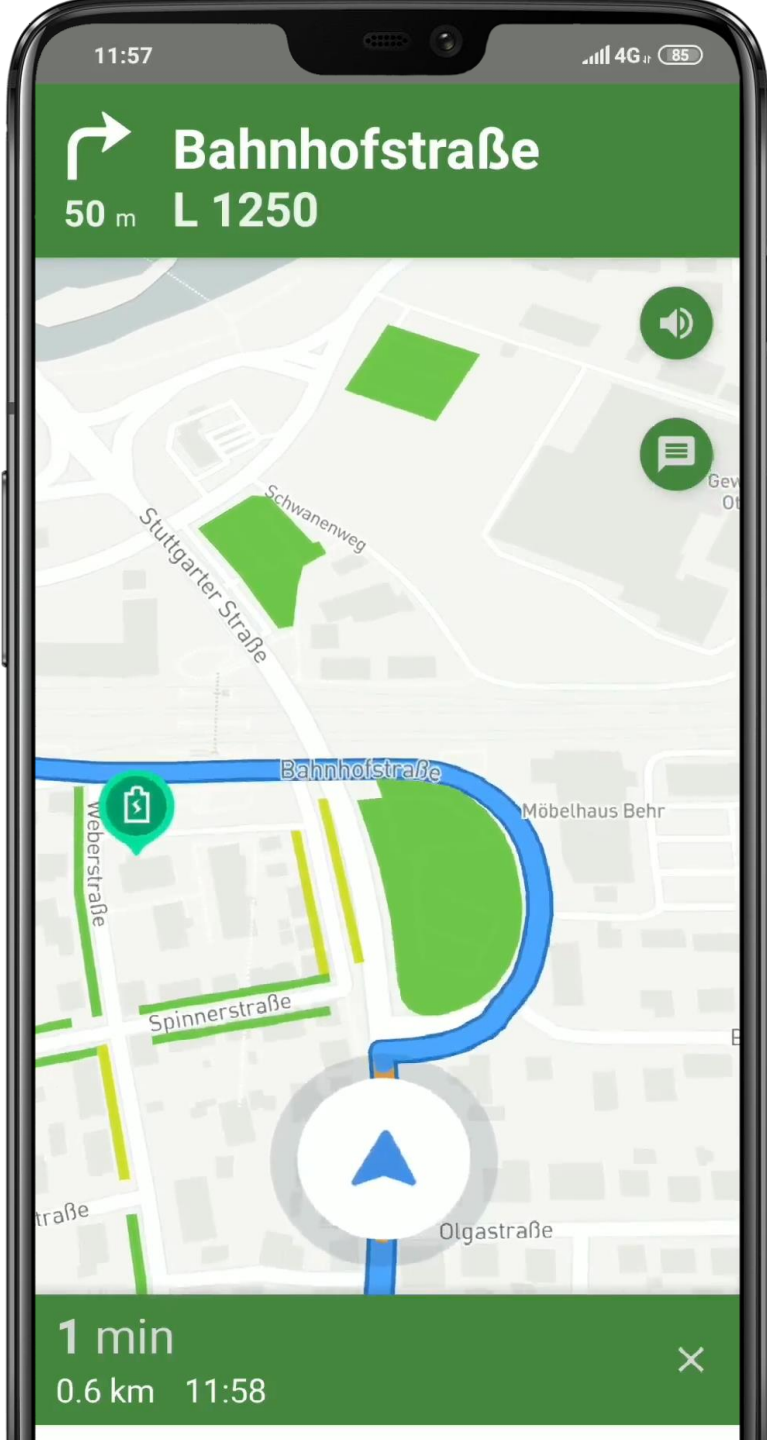 11:57
4G
85
Bahnhofstraße
50 m
L 1250
Schwanenweg
Stuttgarter Straße
Bahnhofstraße
Möbelhaus Behr
Weberstraße
Spinnerstraße
Olgastraße
1 min
0.6 km 11:58